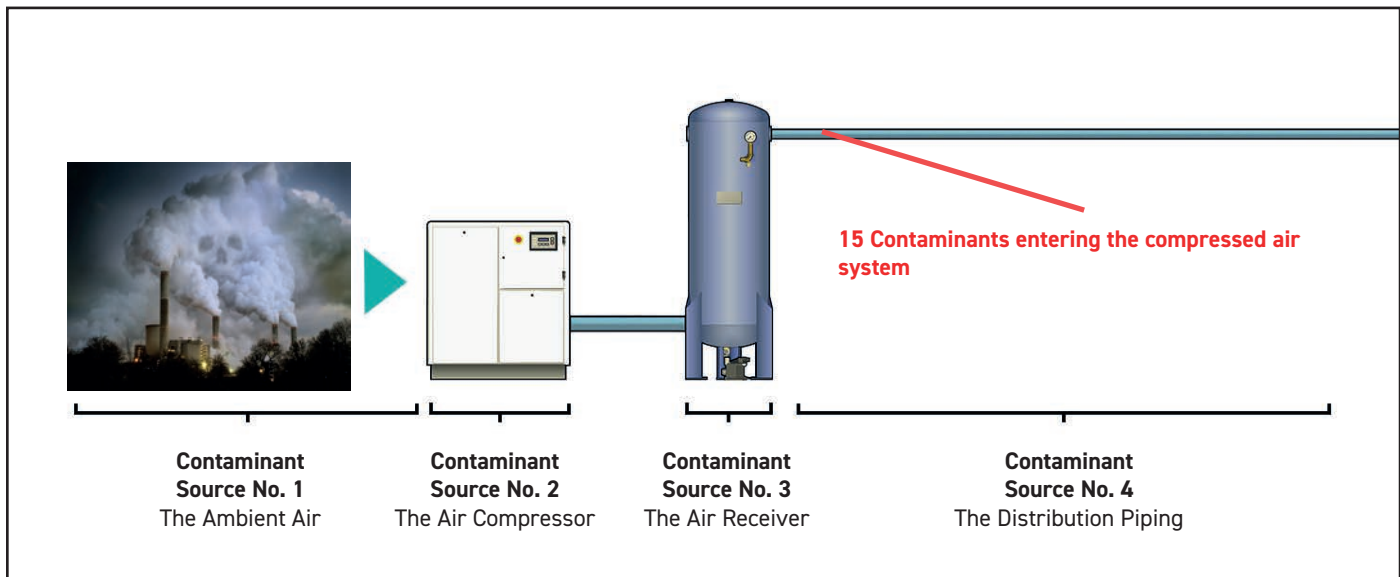 15 Contaminants entering the compressed air
system
Contaminant
Source No. 1
The Ambient Air
Contaminant
Source No. 2
The Air Compressor
Contaminant
Source No. 3
The Air Receiver
Contaminant
Source No. 4
The Distribution Piping